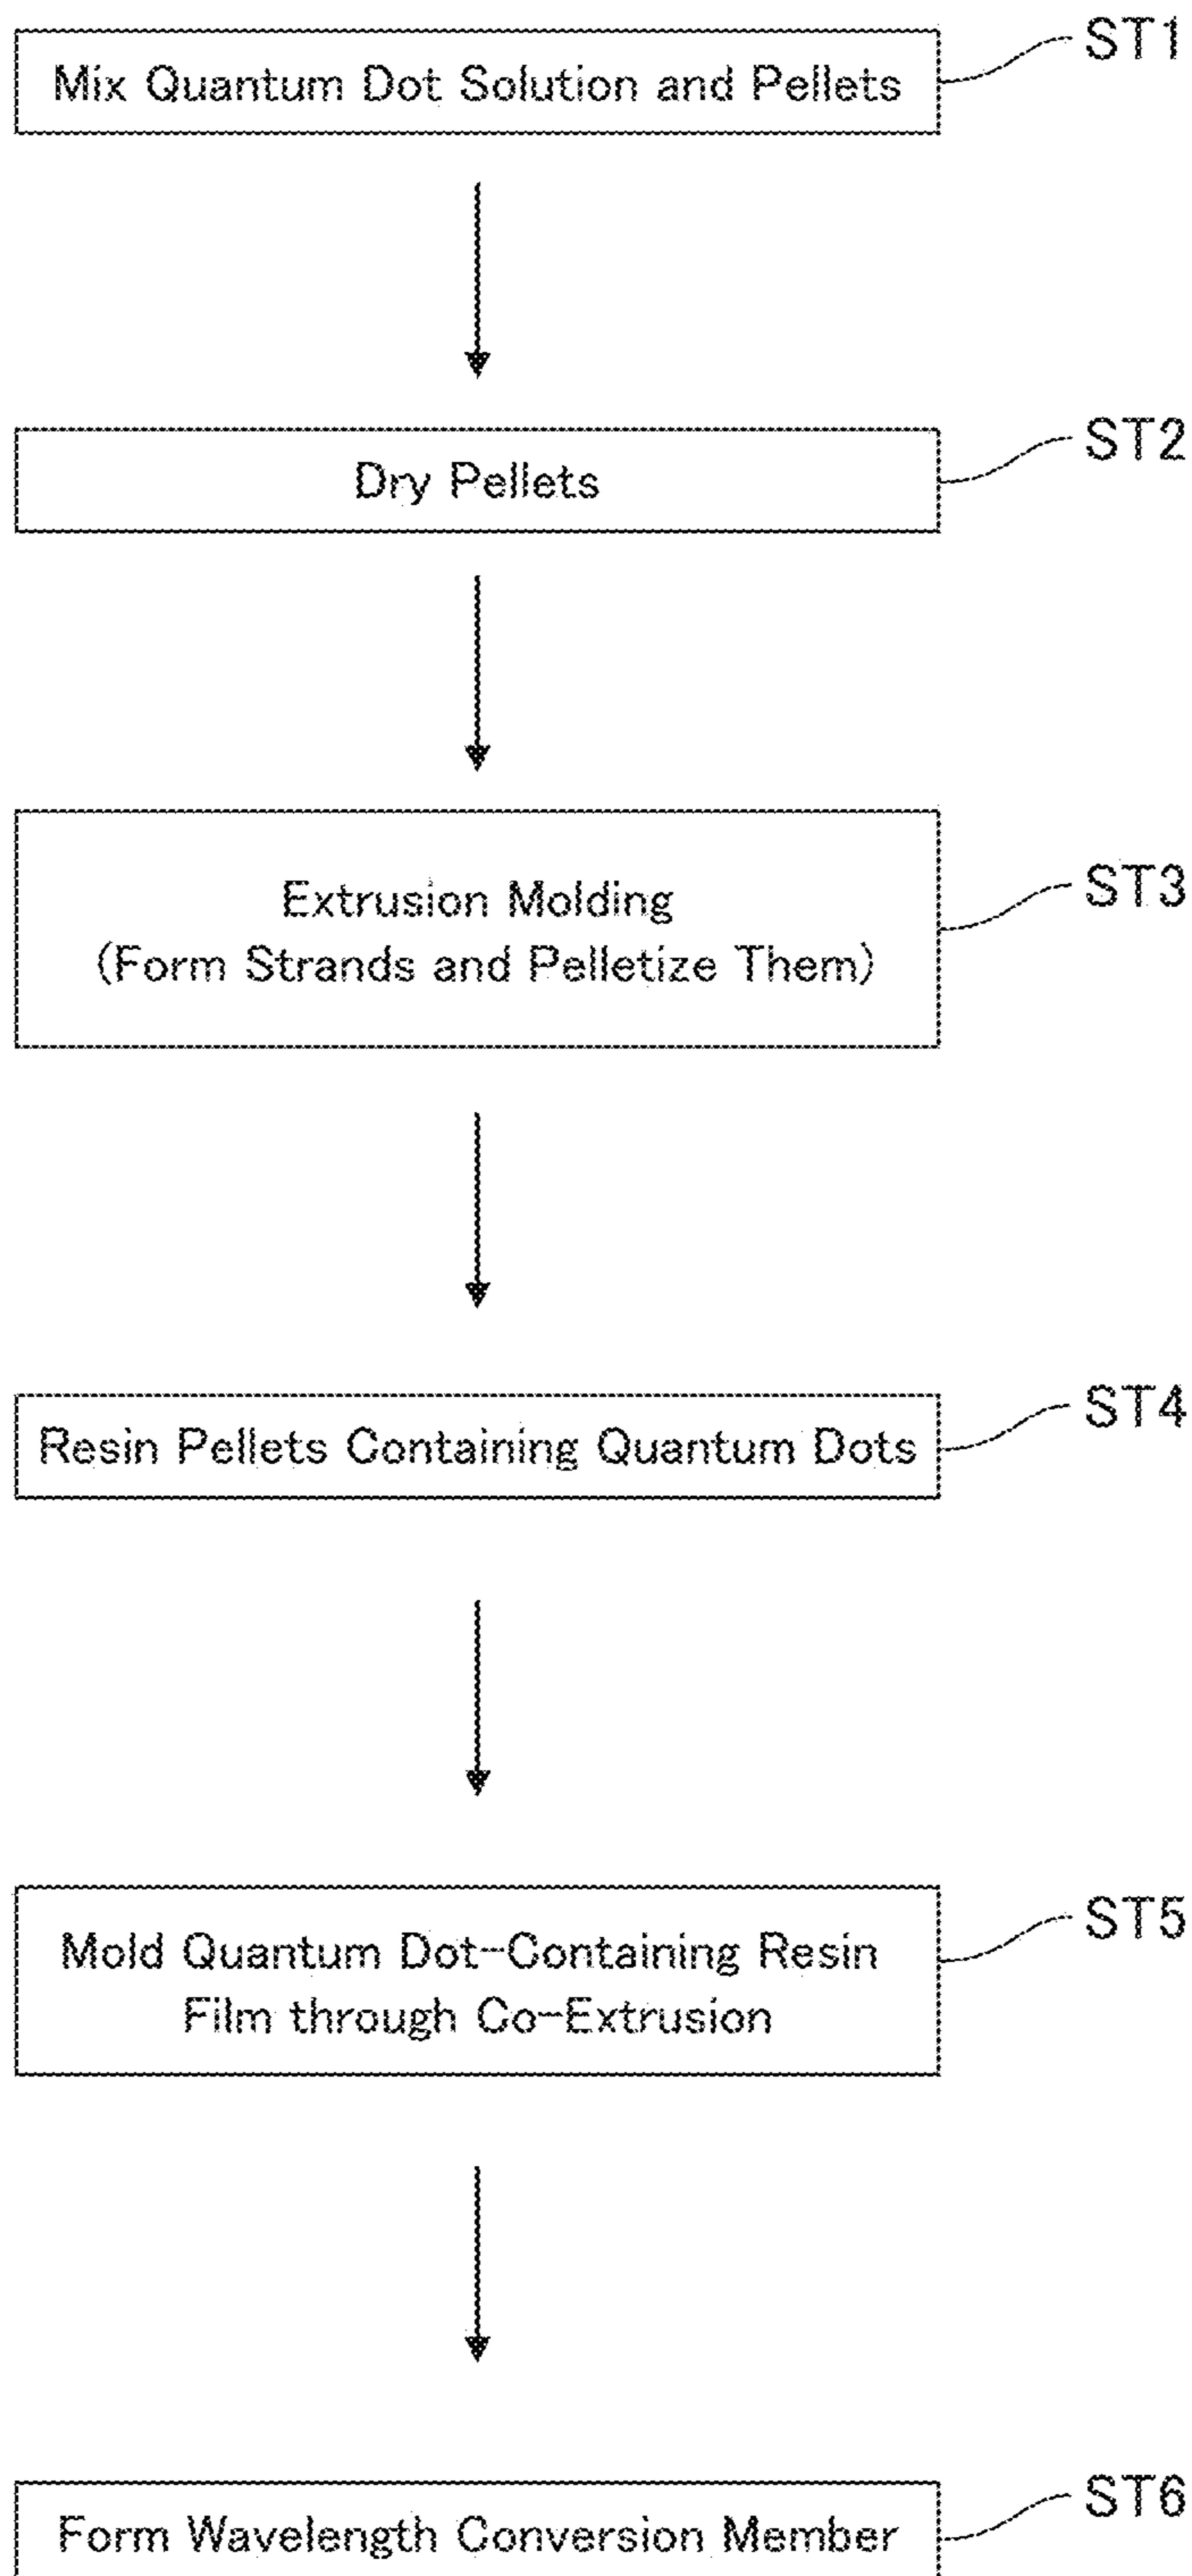 Mix Quantum Dot Solution and Pellets
ST1
Dry Pellets
ST2
Extrusion Molding
(Form Strands and Pelletize Them)
ST3
Resin Pellets Containing Quantum Dots
ST4
Mold Quantum Dot-Containing Resin
Film through Co-Extrusion
ST5
Form Wavelength Conversion Member
ST6